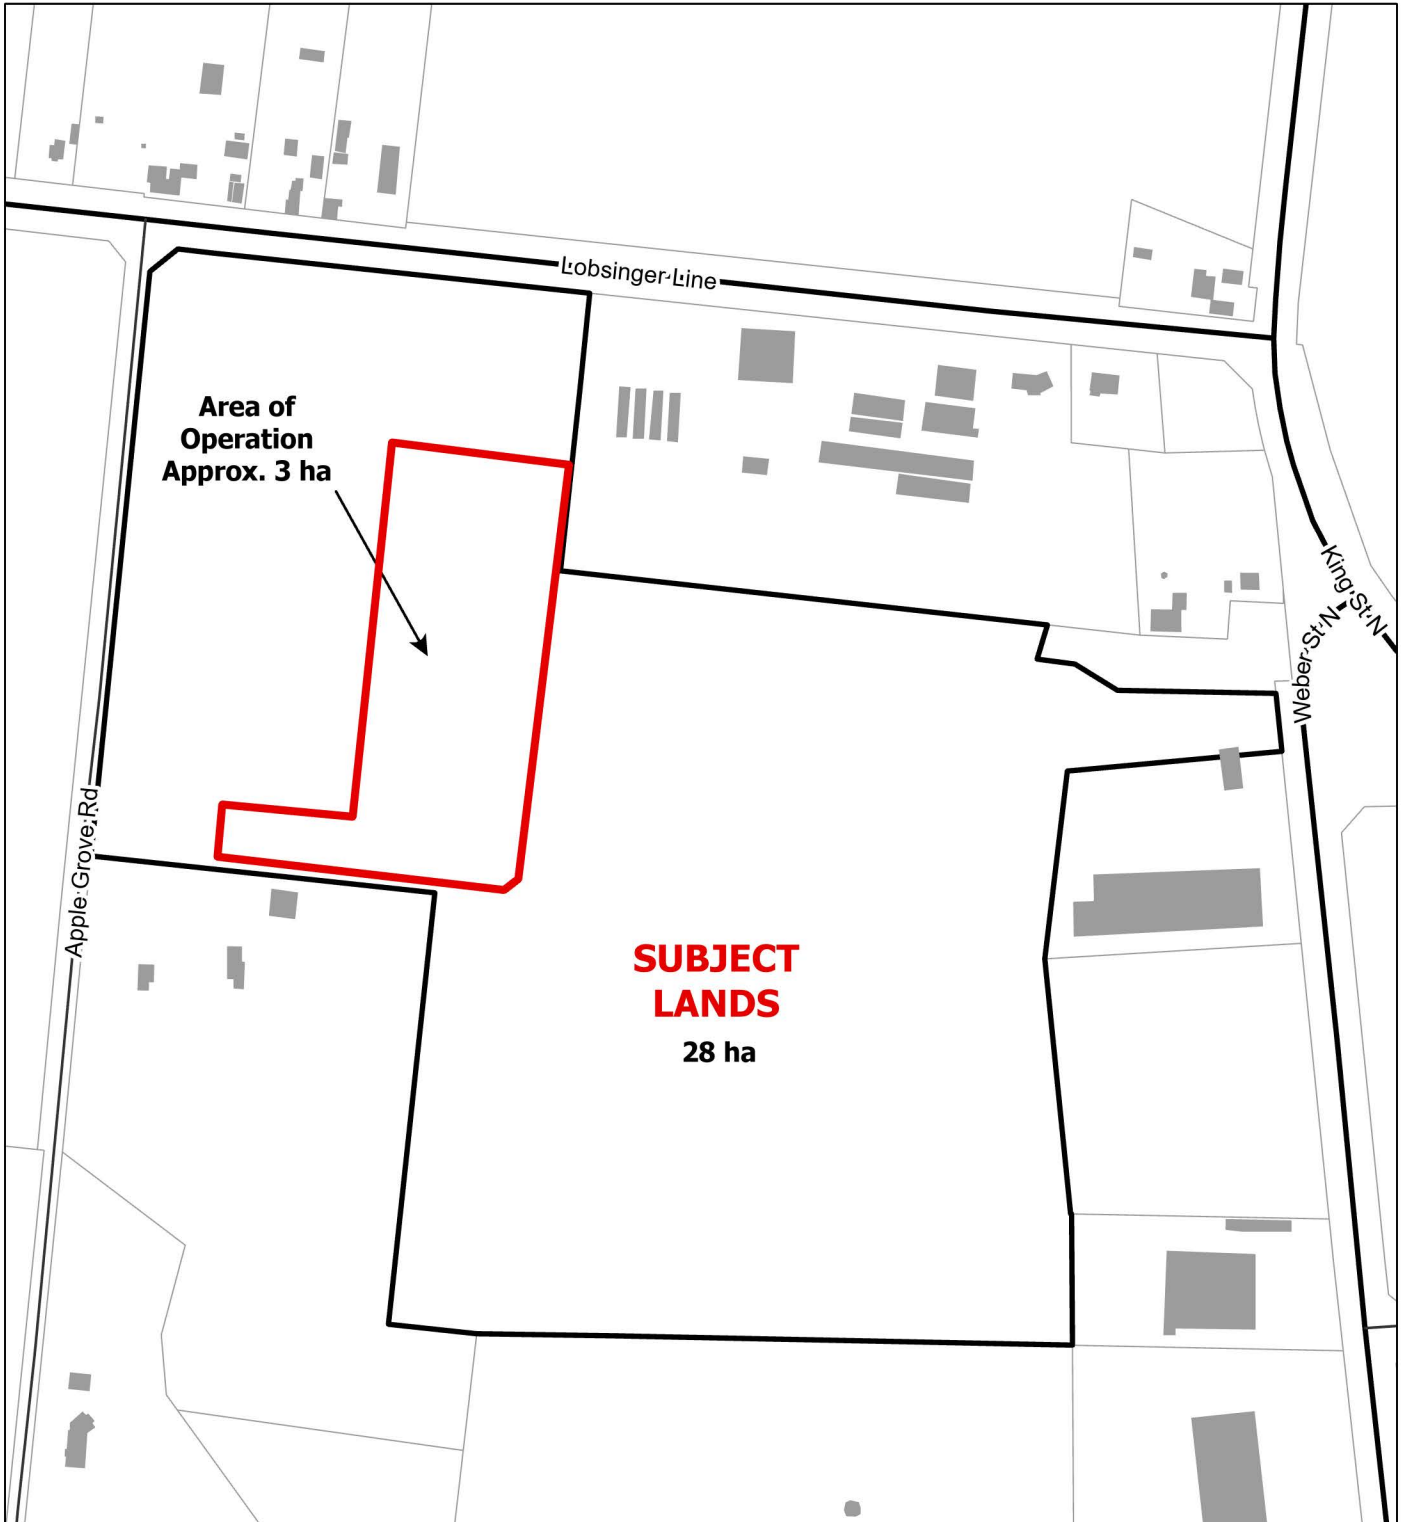 Lobsinger Line
Area of
Operation
Approx. 3 ha
King St N
Weber St N
Apple Grove Rd
SUBJECT
LANDS
28 ha